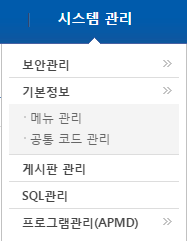 시스템 관리
보안관리 »
기본정보 »
· 메뉴 관리
· 공통 코드 관리
게시판 관리
SQL관리
프로그램관리(APMD) »